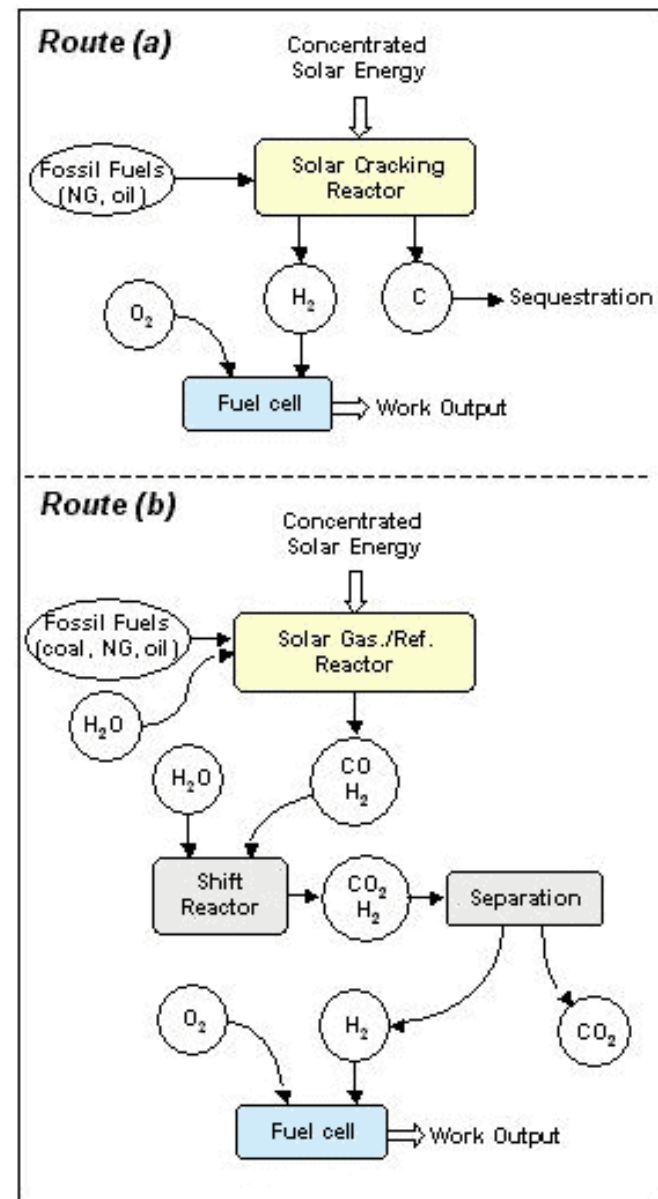 Route (a)
Concentrated
Solar Energy
Fossil Fuels
(NG, oil)
Solar Cracking
Reactor
H₂
C
Sequestration
O₂
Fuel cell
Work Output
Route (b)
Concentrated
Solar Energy
Fossil Fuels
(coal, NG, oil)
Solar Gas./Ref.
Reactor
H₂O
H₂O
CO
H₂
Shift
Reactor
CO₂
H₂
Separation
O₂
H₂
CO₂
Fuel cell
Work Output